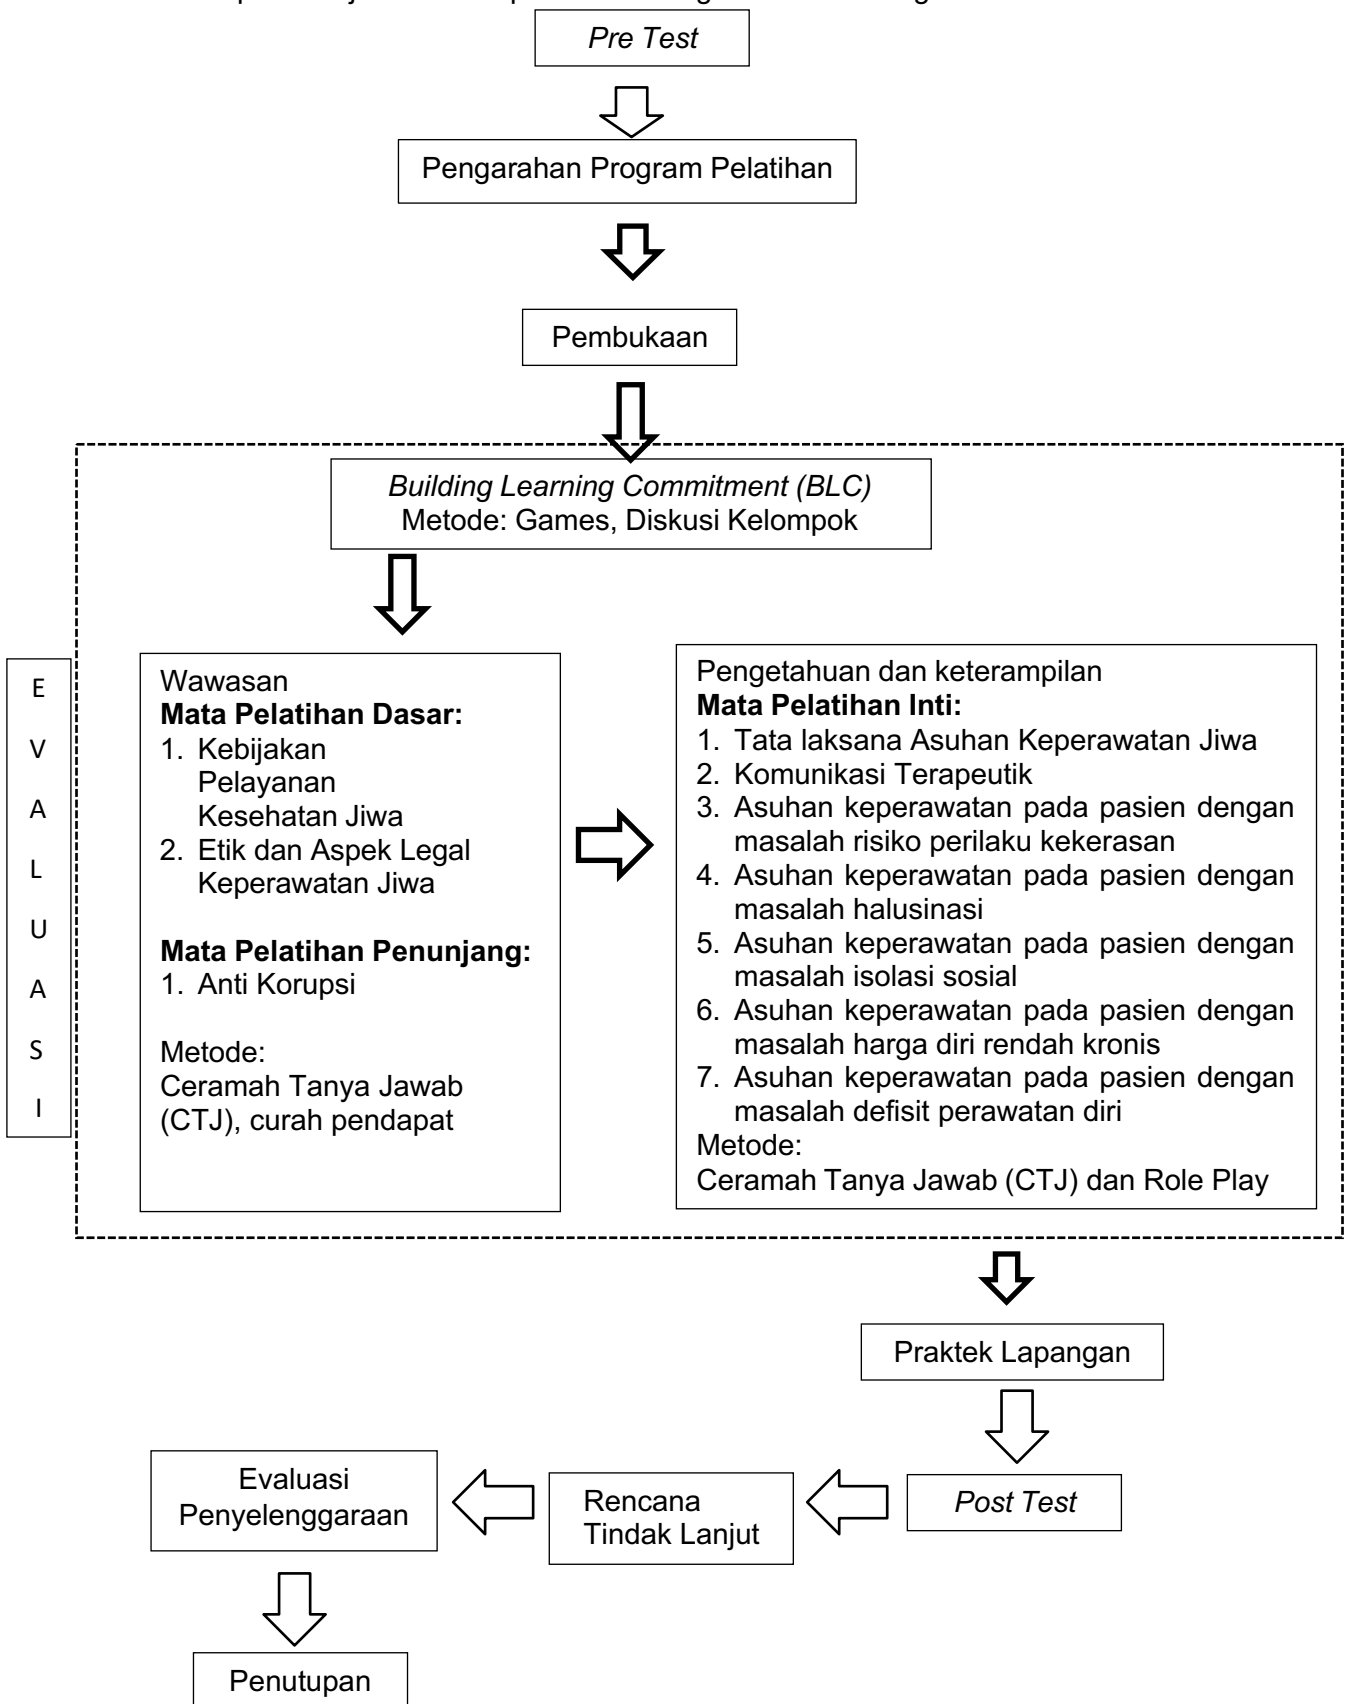 Pre Test
Pengarahan Program Pelatihan
Pembukaan
Building Learning Commitment (BLC)
Metode: Games, Diskusi Kelompok
E
V
A
L
U
A
S
I
Wawasan
Mata Pelatihan Dasar:
1. Kebijakan
Pelayanan
Kesehatan Jiwa
2. Etik dan Aspek Legal
Keperawatan Jiwa
Mata Pelatihan Penunjang:
1. Anti Korupsi
Metode:
Ceramah Tanya Jawab
(CTJ), curah pendapat
Pengetahuan dan keterampilan
Mata Pelatihan Inti:
1. Tata laksana Asuhan Keperawatan Jiwa
2. Komunikasi Terapeutik
3. Asuhan keperawatan pada pasien dengan
masalah risiko perilaku kekerasan
4. Asuhan keperawatan pada pasien dengan
masalah halusinasi
5. Asuhan keperawatan pada pasien dengan
masalah isolasi sosial
6. Asuhan keperawatan pada pasien dengan
masalah harga diri rendah kronis
7. Asuhan keperawatan pada pasien dengan
masalah defisit perawatan diri
Metode:
Ceramah Tanya Jawab (CTJ) dan Role Play
Praktek Lapangan
Post Test
Rencana
Tindak Lanjut
Evaluasi
Penyelenggaraan
Penutupan